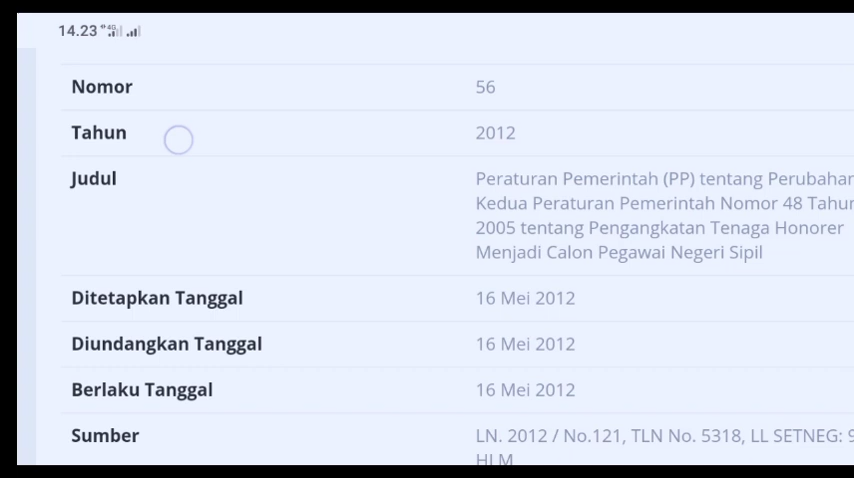 14.23
Nomor 56
Tahun 2012
Judul Peraturan Pemerintah (PP) tentang Perubahan
Kedua Peraturan Pemerintah Nomor 48 Tahun
2005 tentang Pengangkatan Tenaga Honorer
Menjadi Calon Pegawai Negeri Sipil
Ditetapkan Tanggal 16 Mei 2012
Diundangkan Tanggal 16 Mei 2012
Berlaku Tanggal 16 Mei 2012
Sumber LN. 2012 / No.121, TLN No. 5318, LL SETNEG: 9
HLM